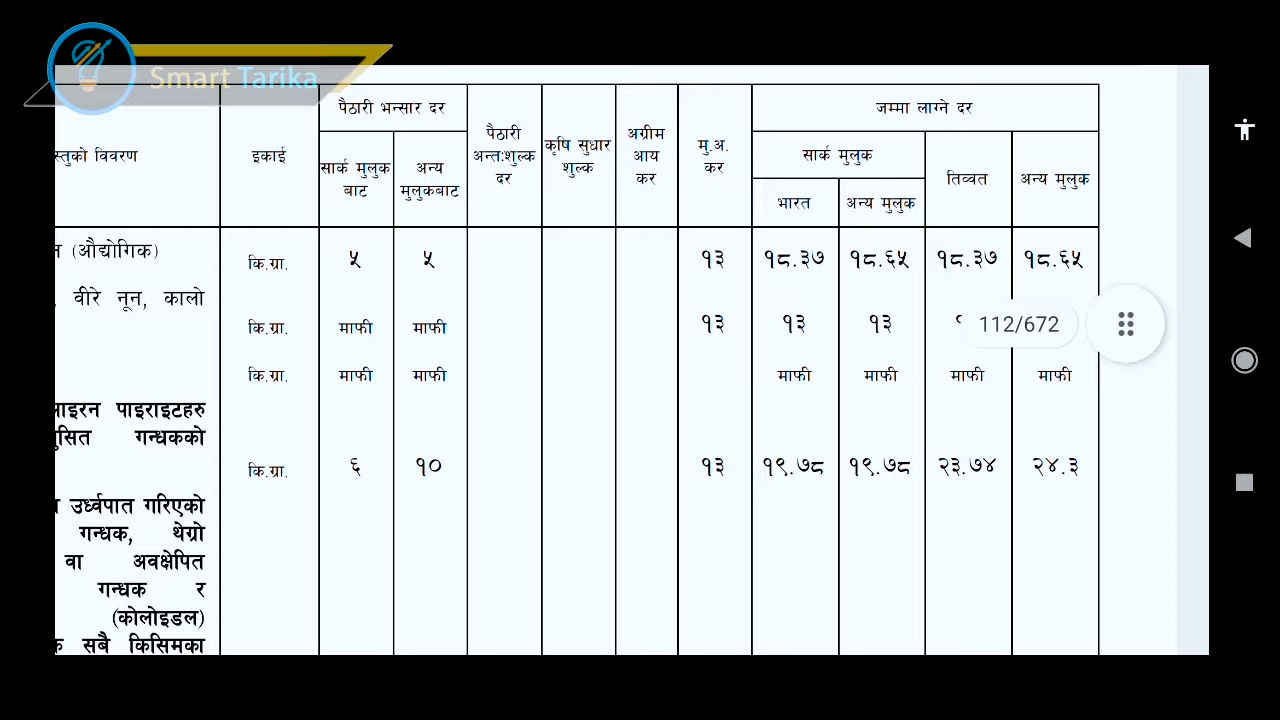 Smart Tarika
पैठारी भन्सार दर
जम्मा लाग्ने दर
विवरण
इकाई
सार्क मुलुक
बाट
अन्य
मुलुकबाट
पैठारी
अन्त:शुल्क
दर
कृषि सुधार
शुल्क
अग्रीम
आय
कर
मु.अ.
कर
सार्क मुलुक
भारत
अन्य मुलुक
तिव्वत
अन्य मुलुक
(औद्योगिक) कि.ग्रा. ५ ५ १३ १८.३७ १८.६५ १८.३७ १८.६५
वीरे नून, कालो
कि.ग्रा. माफी माफी १३ १३ १३
112/672
कि.ग्रा. माफी माफी माफी माफी माफी माफी
पाइराइटहरु
गन्धकको
कि.ग्रा. ६ १० १३ १९.७८ १९.७८ २३.७४ २४.३
उर्ध्वपात गरिएको
गन्धक, थेग्रो
वा अवक्षेपित
गन्धक र
(कोलोइडल)
सबै किसिमका